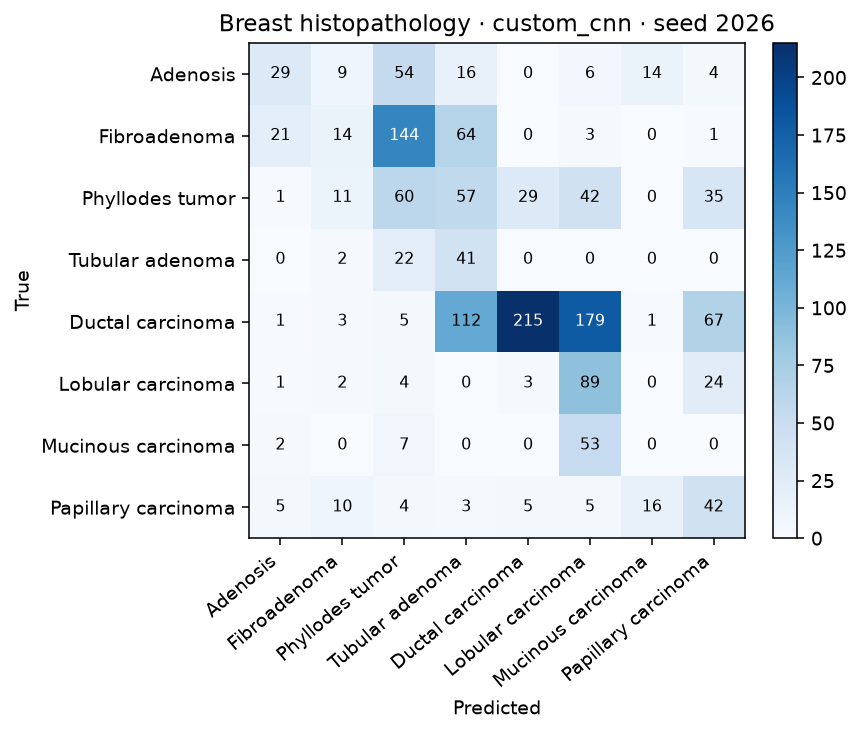 Breast histopathology · custom_cnn · seed 2026
True
Adenosis 29 9 54 16 0 6 14 4
Fibroadenoma 21 14 144 64 0 3 0 1
Phyllodes tumor 1 11 60 57 29 42 0 35
Tubular adenoma 0 2 22 41 0 0 0 0
Ductal carcinoma 1 3 5 112 215 179 1 67
Lobular carcinoma 1 2 4 0 3 89 0 24
Mucinous carcinoma 2 0 7 0 0 53 0 0
Papillary carcinoma 5 10 4 3 5 5 16 42
Adenosis
Fibroadenoma
Phyllodes tumor
Tubular adenoma
Ductal carcinoma
Lobular carcinoma
Mucinous carcinoma
Papillary carcinoma
Predicted
200
175
150
125
100
75
50
25
0